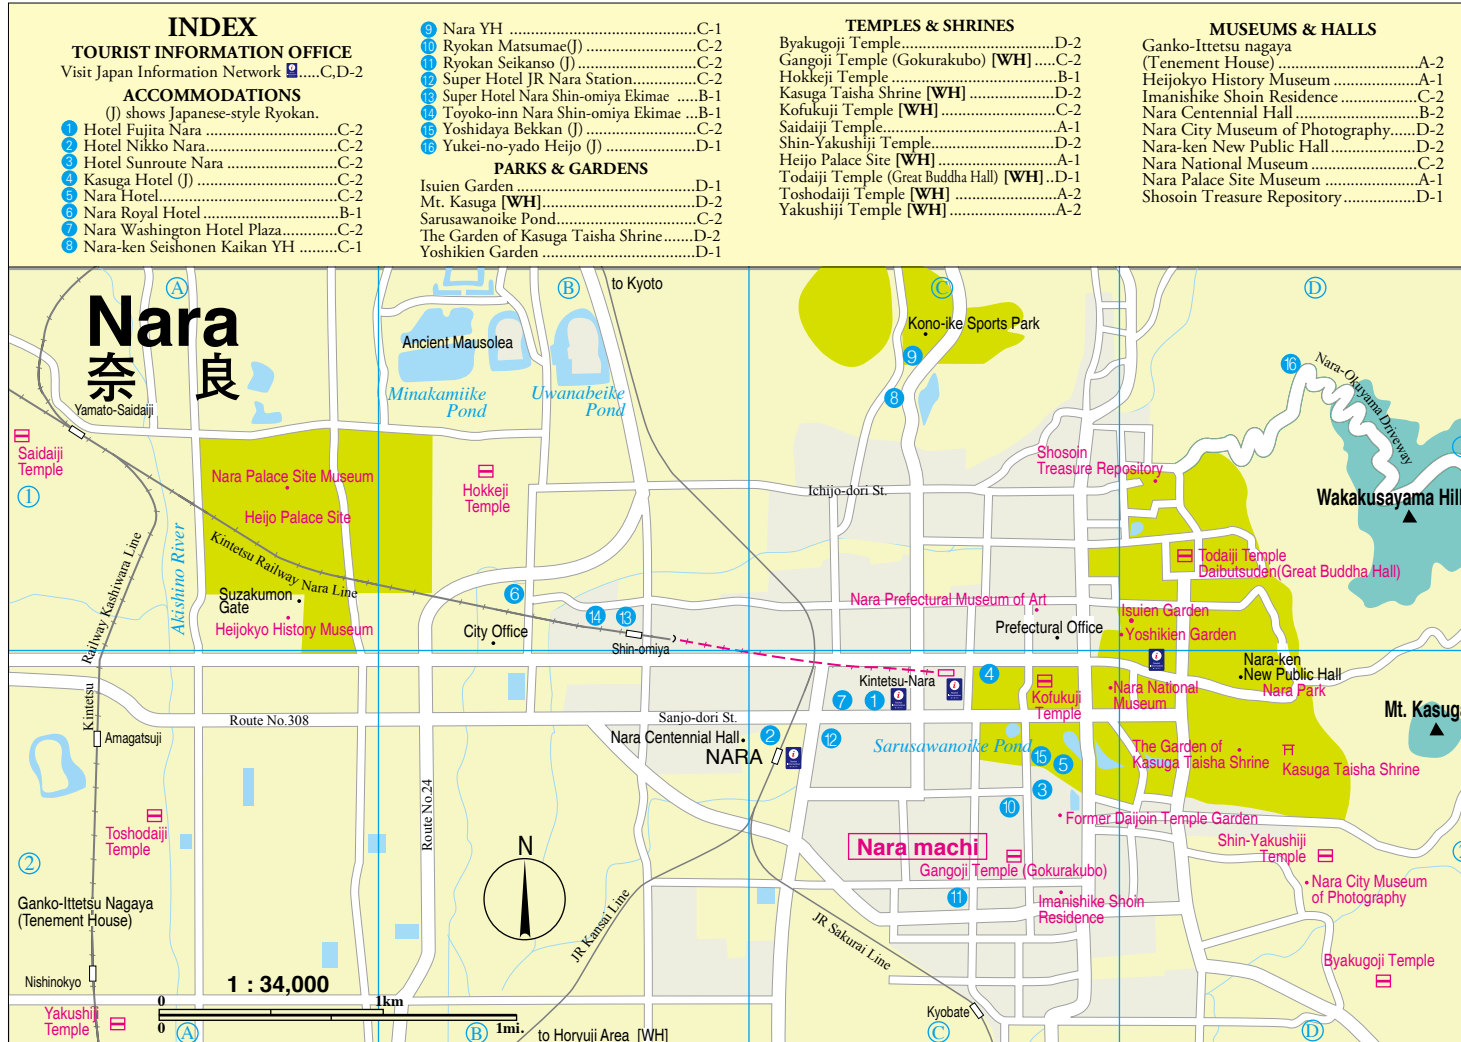 INDEX
TOURIST INFORMATION OFFICE
Visit Japan Information Network i.....C,D-2
ACCOMMODATIONS
(J) shows Japanese-style Ryokan.
1 Hotel Fujita Nara ........................C-2
2 Hotel Nikko Nara.......................C-2
3 Hotel Sunroute Nara ...................C-2
4 Kasuga Hotel (J) .........................C-2
5 Nara Hotel..................................C-2
6 Nara Royal Hotel........................B-1
7 Nara Washington Hotel Plaza.......C-2
8 Nara-ken Seishonen Kaikan YH ........C-1
9 Nara YH ........................................C-1
10 Ryokan Matsumae(J) ........................C-2
11 Ryokan Seikanso (J) ..........................C-2
12 Super Hotel JR Nara Station..............C-2
13 Super Hotel Nara Shin-omiya Ekimae .....B-1
14 Toyoko-inn Nara Shin-omiya Ekimae ...B-1
15 Yoshidaya Bekkan (J) ........................C-2
16 Yukei-no-yado Heijo (J) ....................D-1
PARKS & GARDENS
Isuien Garden ......................................D-1
Mt. Kasuga [WH].................................D-2
Sarusawanoike Pond..............................C-2
The Garden of Kasuga Taisha Shrine.......D-2
Yoshikien Garden .................................D-1
TEMPLES & SHRINES
Byakugoji Temple.................................D-2
Gangoji Temple (Gokurakubo) [WH] .....C-2
Hokkeji Temple ....................................B-1
Kasuga Taisha Shrine [WH] ...................D-2
Kofukuji Temple [WH] .........................C-2
Saidaiji Temple.....................................A-1
Shin-Yakushiji Temple...........................D-2
Heijo Palace Site [WH] .........................A-1
Todaiji Temple (Great Buddha Hall) [WH]..D-1
Toshodaiji Temple [WH] .......................A-2
Yakushiji Temple [WH] .........................A-2
MUSEUMS & HALLS
Ganko-Ittetsu nagaya
(Tenement House) ...........................A-2
Heijokyo History Museum .................A-1
Imanishike Shoin Residence ...............C-2
Nara Centennial Hall .........................B-2
Nara City Museum of Photography.....D-2
Nara-ken New Public Hall..................D-2
Nara National Museum .....................C-2
Nara Palace Site Museum ..................A-1
Shosoin Treasure Repository...............D-1
A
B
C
D
to Kyoto
Nara
奈良
Kono-ike Sports Park
Ancient Mausolea
9
16
Nara-Okuyama Driveway
Minakamiike
Pond
Uwanabeike
Pond
8
Yamato-Saidaiji
Saidaiji
Temple
Shosoin
Treasure Repository
Nara Palace Site Museum
Hokkeji
Temple
Ichijo-dori St.
1
Wakakusayama Hill
Heijo Palace Site
Akishino River
Kintetsu Railway Nara Line
Railway Kashiwara Line
Todaiji Temple
Daibutsuden(Great Buddha Hall)
Suzakumon
Gate
6
Nara Prefectural Museum of Art
Isuien Garden
14
13
Heijokyo History Museum
City Office
Prefectural Office
Yoshikien Garden
Shin-omiya
Nara-ken
New Public Hall
Nara Park
Kintetsu-Nara
4
Kofukuji
Temple
Nara National
Museum
7
1
Kintetsu
Route No.308
Sanjo-dori St.
Mt. Kasuga
Amagatsuji
Nara Centennial Hall
2
12
NARA
Sarusawanoike Pond
15
5
The Garden of
Kasuga Taisha Shrine
Kasuga Taisha Shrine
3
10
Route No.24
Former Daijoin Temple Garden
Toshodaiji
Temple
N
Nara machi
Shin-Yakushiji
Temple
2
Gangoji Temple (Gokurakubo)
Nara City Museum
of Photography
Ganko-Ittetsu Nagaya
(Tenement House)
11
Imanishike Shoin
Residence
JR Kansai Line
JR Sakurai Line
Byakugoji Temple
Nishinokyo
1 : 34,000
0
1km
Yakushiji
Temple
0
1mi.
Kyobate
A
B
C
D
to Horyuji Area [WH]